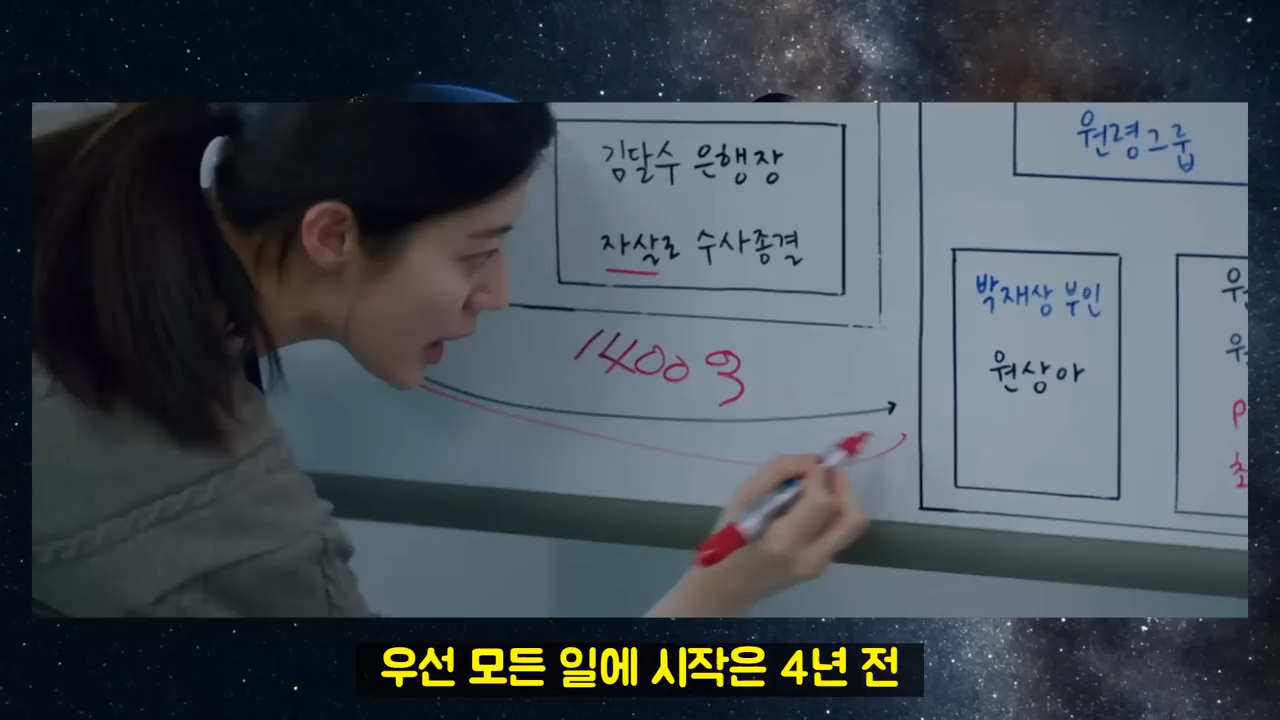 김달수 은행장
자살로 수사종결
1400억
원령그룹
박재상 부인
원상아
원
우선 모든 일에 시작은 4년 전